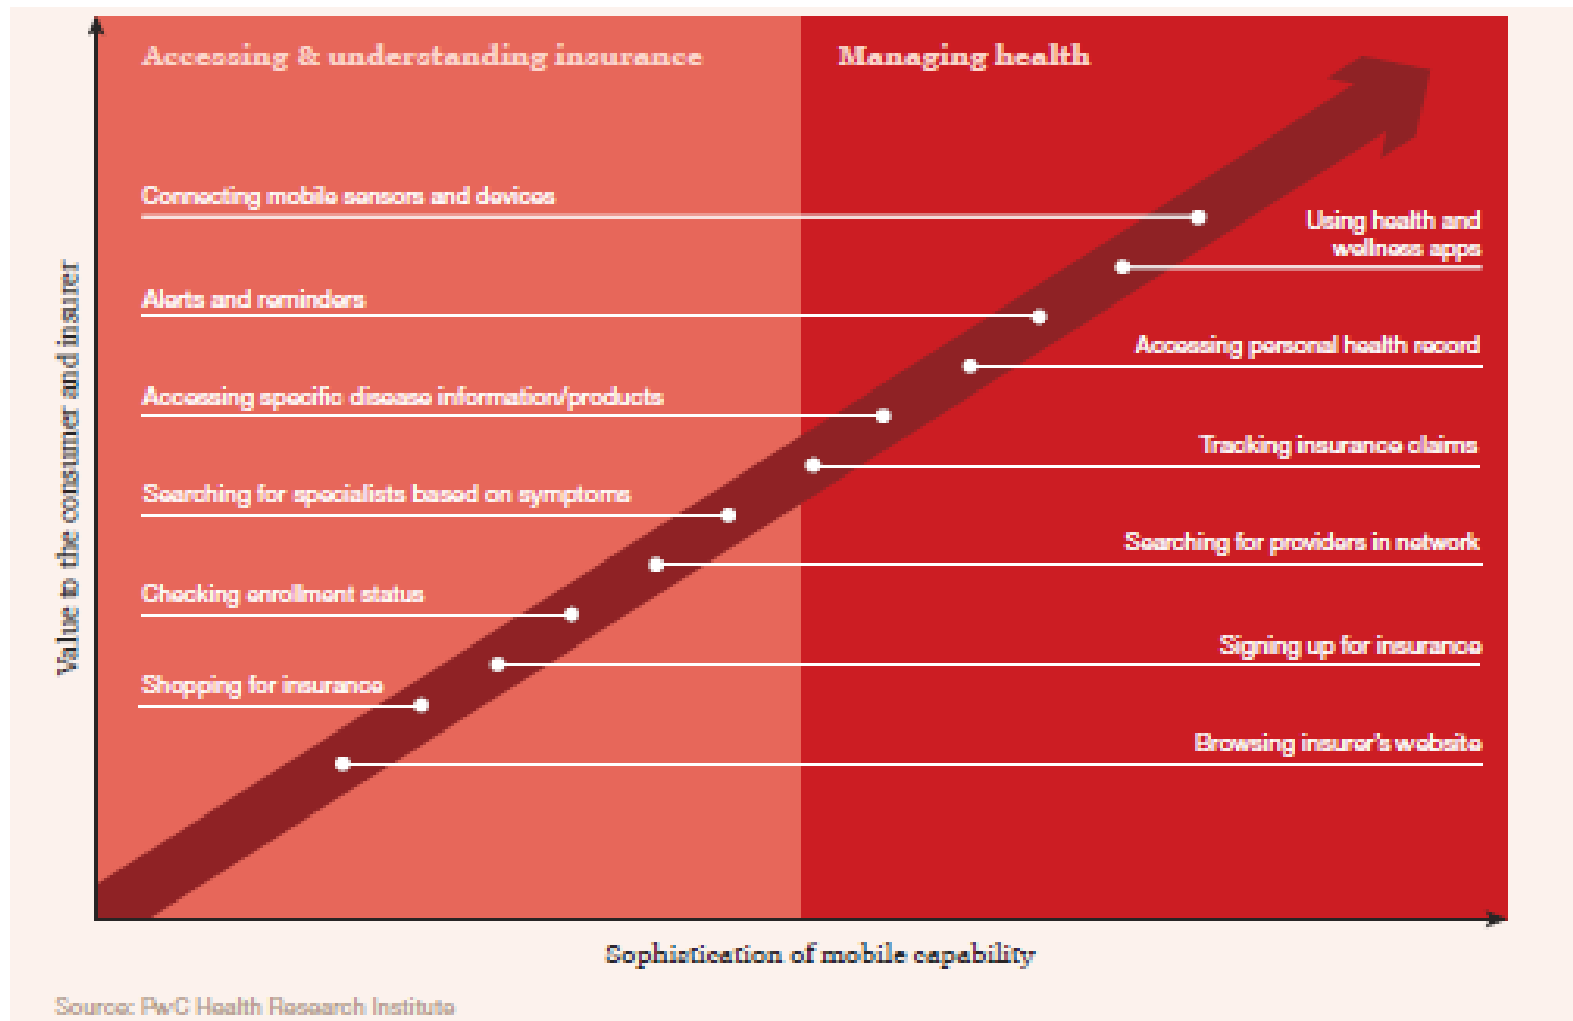 Accessing & understanding insurance
Managing health
Connecting mobile sensors and devices
Using health and
wellness apps
Alerts and reminders
Accessing personal health record
Accessing specific disease information/products
Tracking insurance claims
Searching for specialists based on symptoms
Searching for providers in network
Checking enrollment status
Signing up for insurance
Shopping for insurance
Browsing insurer's website
Value to the consumer and insurer
Sophistication of mobile capability
Source: PwC Health Research Institute